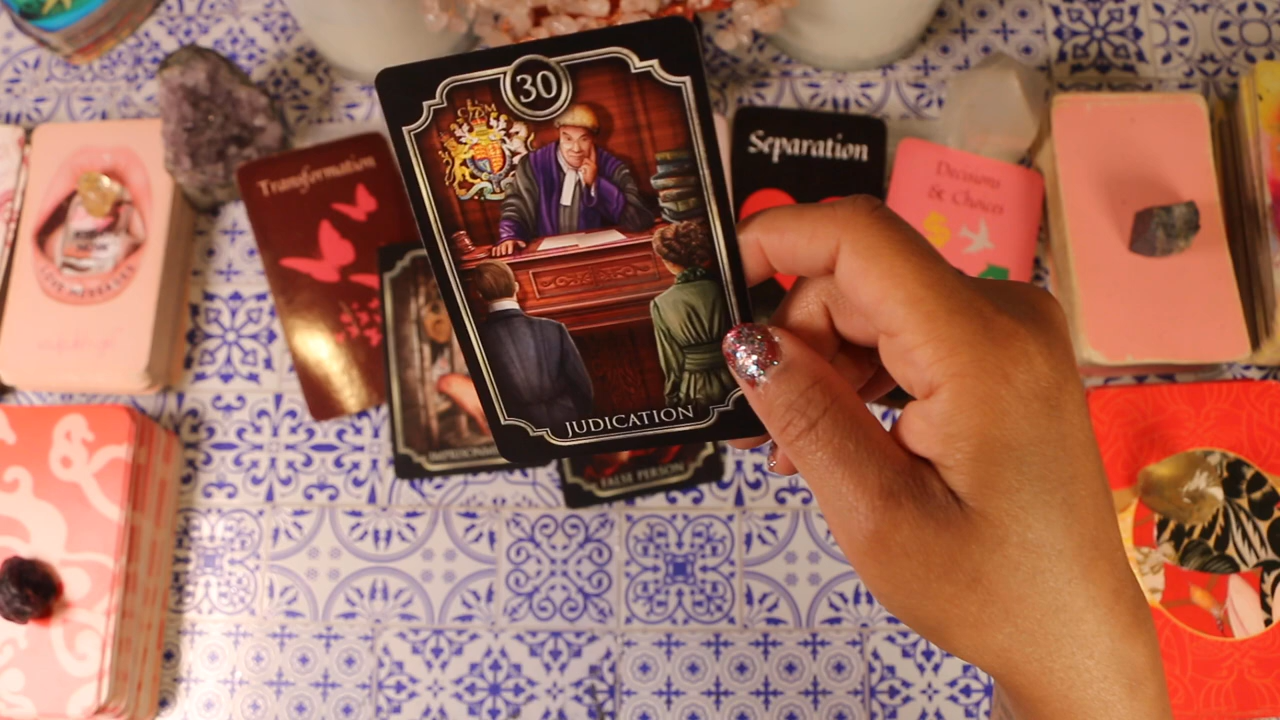 30
JUDICATION
Transformation
Separation
Decisions
& Choices
FALSE PERSON